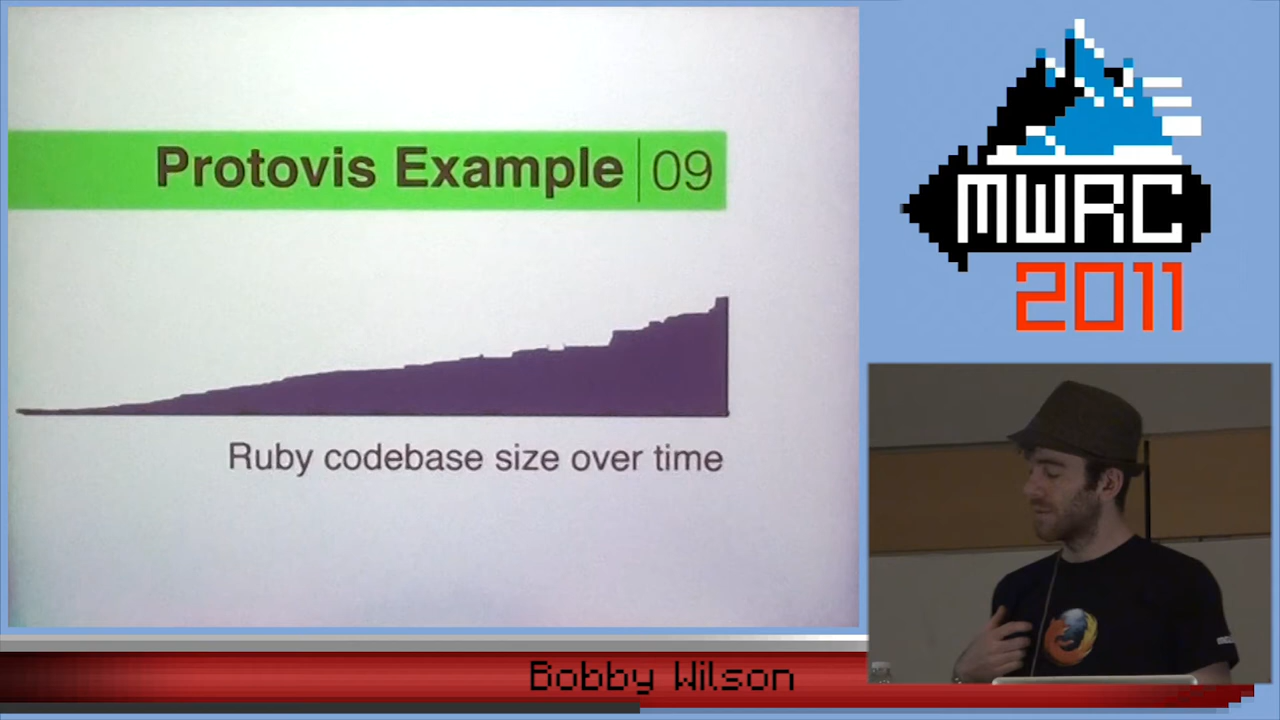 Protovis Example 09
Ruby codebase size over time
MWRC
2011
Bobby Wilson